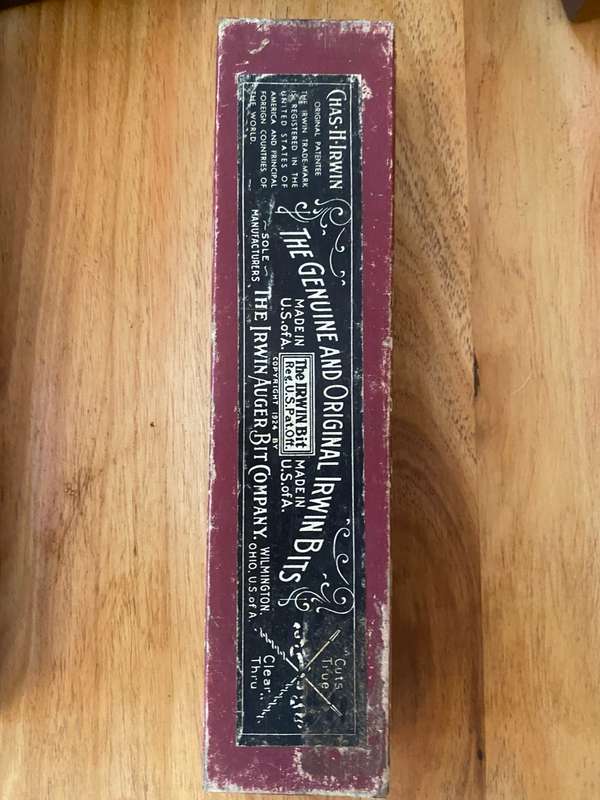 CHAS·H·IRWIN
ORIGINAL PATENTEE
THE IRWIN TRADE-MARK
IS REGISTERED IN THE
UNITED STATES OF
AMERICA AND PRINCIPAL
FOREIGN COUNTRIES OF
THE WORLD.
THE GENUINE AND ORIGINAL IRWIN BITS
MADE IN
U.S. of A.
The IRWIN Bit
Reg. U.S. Pat. Off.
MADE IN
U.S. of A.
COPYRIGHT 1924 BY
~ SOLE ~
MANUFACTURERS
THE IRWIN AUGER BIT COMPANY.
WILMINGTON.
OHIO, U.S. of A.
Cuts
True
Clear
Thru